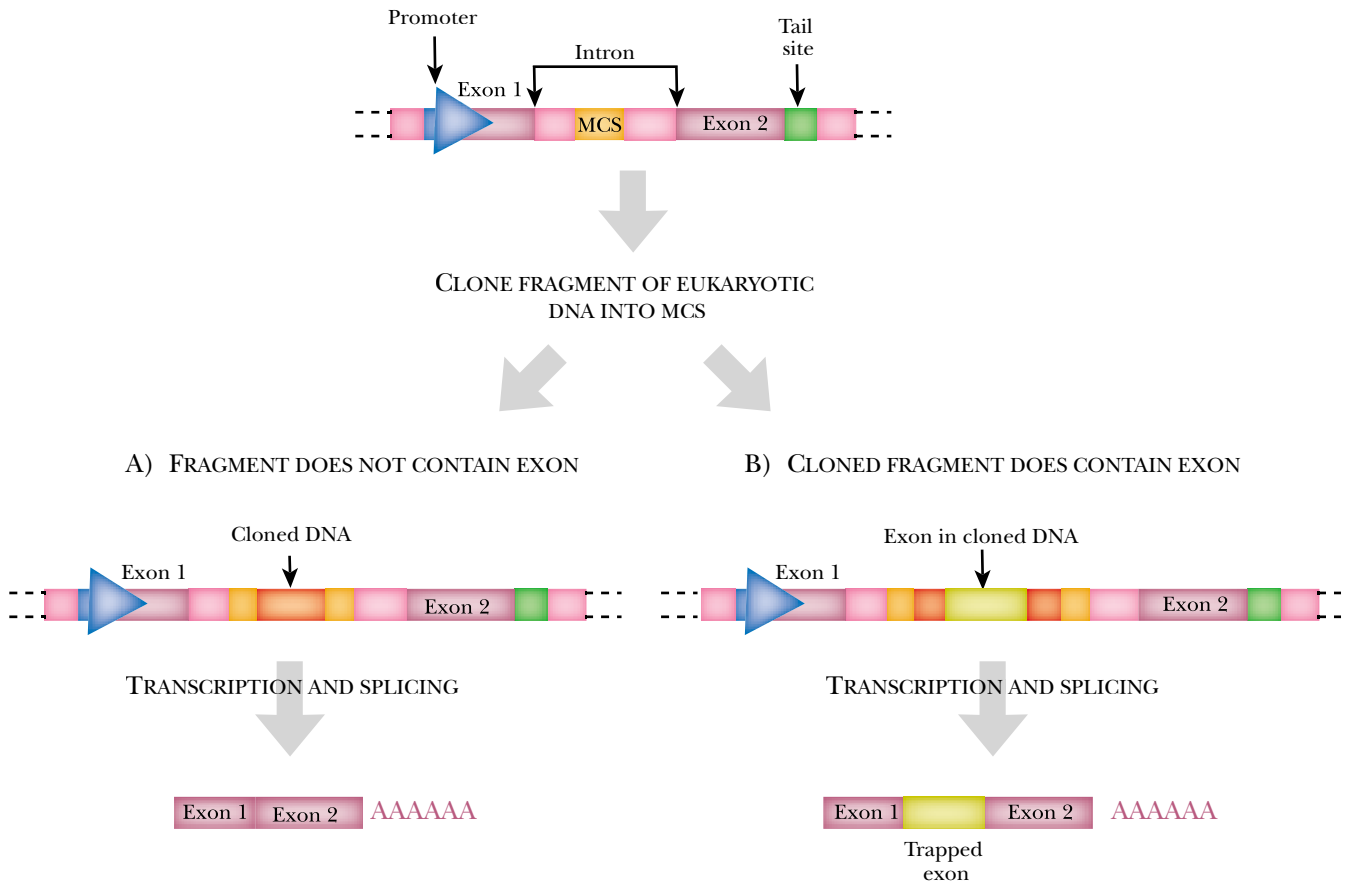 Promoter
Tail
site
Intron
Exon 1
MCS
Exon 2
CLONE FRAGMENT OF EUKARYOTIC
DNA INTO MCS
A) FRAGMENT DOES NOT CONTAIN EXON
Cloned DNA
Exon 1
Exon 2
TRANSCRIPTION AND SPLICING
Exon 1
Exon 2
AAAAAA
B) CLONED FRAGMENT DOES CONTAIN EXON
Exon in cloned DNA
Exon 1
Exon 2
TRANSCRIPTION AND SPLICING
Exon 1
Exon 2
AAAAAA
Trapped
exon